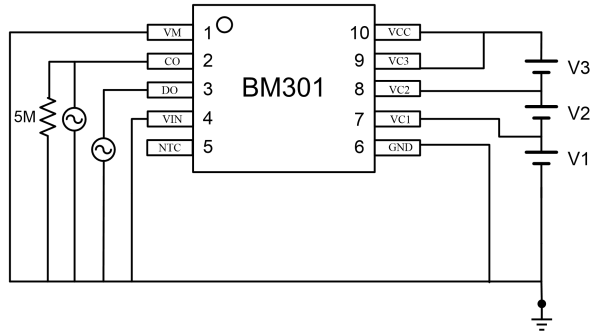 VM 1 10 VCC
CO 2 9 VC3
V3
DO 3 BM301 8 VC2
5M
V2
VIN 4 7 VC1
NTC 5 6 GND
V1